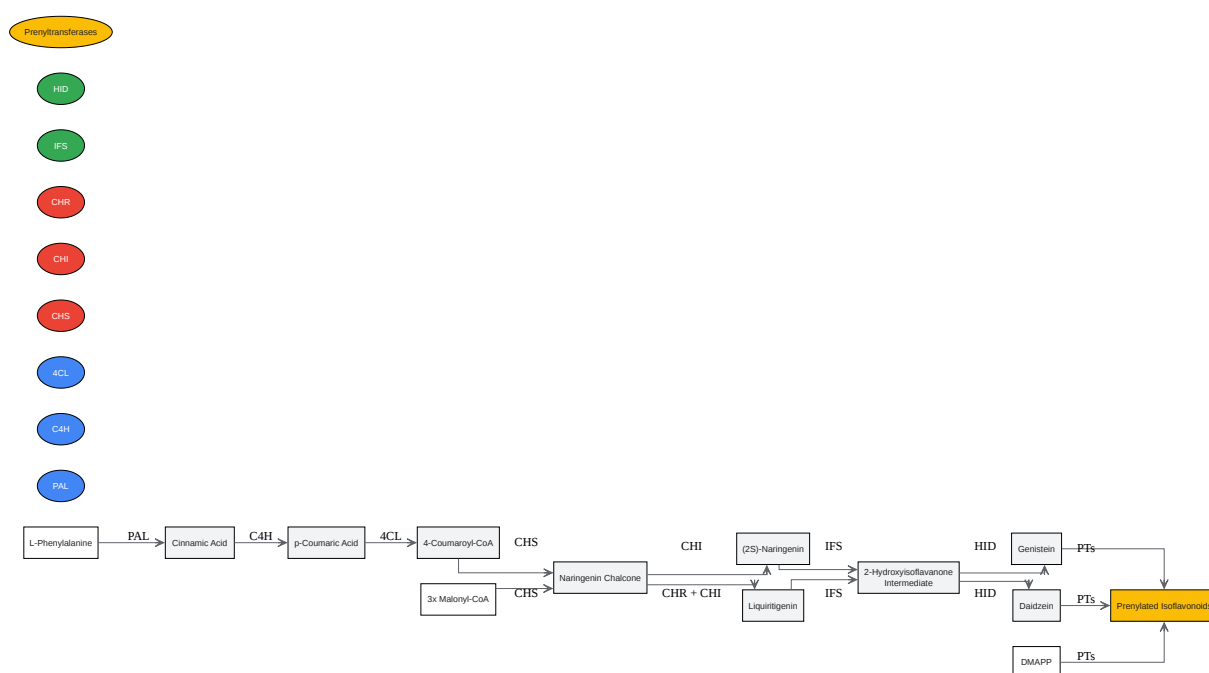 Prenyltransferases
HID
IFS
CHR
CHI
CHS
4CL
C4H
PAL
L-Phenylalanine
PAL
Cinnamic Acid
C4H
p-Coumaric Acid
4CL
4-Coumaroyl-CoA
CHS
3x Malonyl-CoA
CHS
Naringenin Chalcone
CHI
CHR + CHI
(2S)-Naringenin
Liquiritigenin
IFS
IFS
2-Hydroxyisoflavanone
Intermediate
HID
HID
Genistein
Daidzein
DMAPP
PTs
PTs
PTs
Prenylated Isoflavonoids